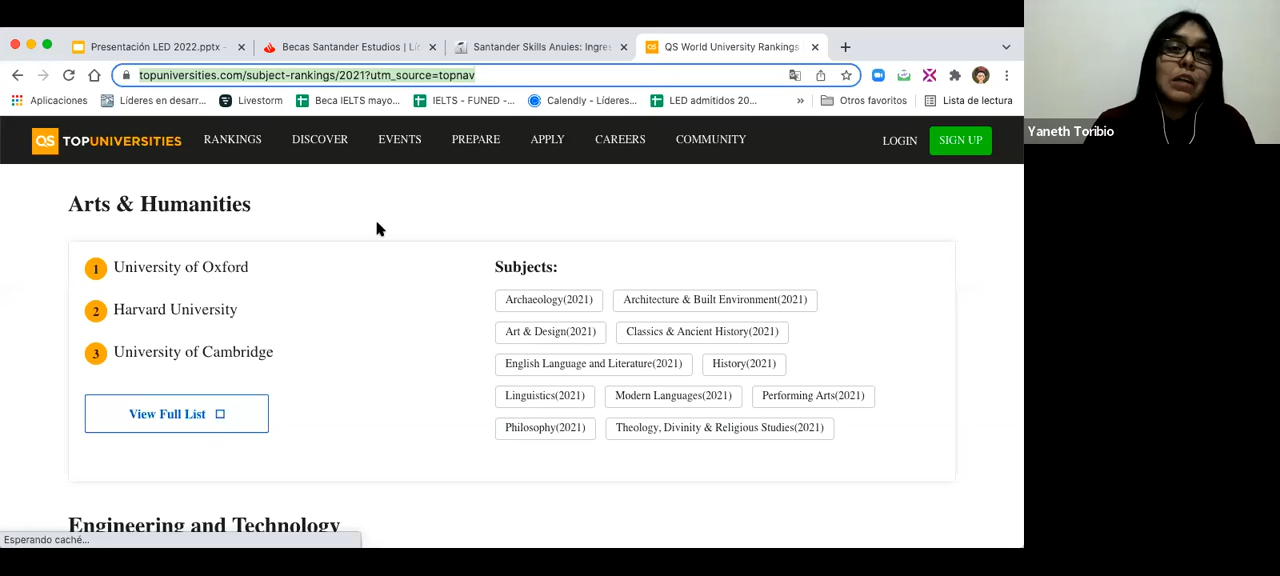 Presentación LED 2022.pptx -
Becas Santander Estudios | Lí
Santander Skills Anuies: Ingre
QS World University Rankings
topuniversities.com/subject-rankings/2021?utm_source=topnav
Aplicaciones
Líderes en desarr...
Livestorm
Beca IELTS mayo...
IELTS - FUNED -...
Calendly - Líderes...
LED admitidos 20...
»
Otros favoritos
Lista de lectura
QS TOPUNIVERSITIES
RANKINGS
DISCOVER
EVENTS
PREPARE
APPLY
CAREERS
COMMUNITY
LOGIN
SIGN UP
Yaneth Toribio
Arts & Humanities
1 University of Oxford
2 Harvard University
3 University of Cambridge
View Full List
Subjects:
Archaeology(2021) Architecture & Built Environment(2021)
Art & Design(2021) Classics & Ancient History(2021)
English Language and Literature(2021) History(2021)
Linguistics(2021) Modern Languages(2021) Performing Arts(2021)
Philosophy(2021) Theology, Divinity & Religious Studies(2021)
Engineering and Technology
Esperando caché...